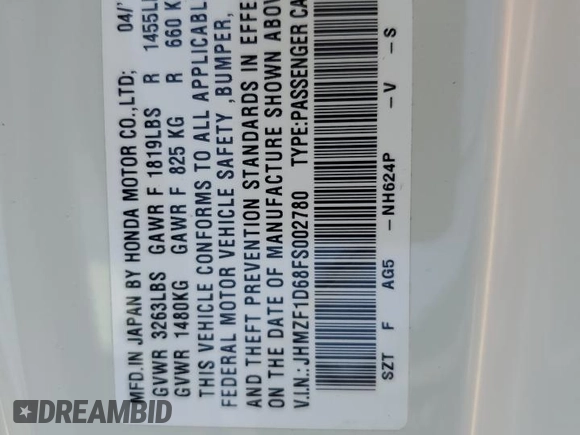 MFD.IN JAPAN BY HONDA MOTOR CO.,LTD; 04/
GVWR 3263LBS GAWR F 1819LBS R 1455L
GVWR 1480KG GAWR F 825 KG R 660 K
THIS VEHICLE CONFORMS TO ALL APPLICABL
FEDERAL MOTOR VEHICLE SAFETY ,BUMPER,
AND THEFT PREVENTION STANDARDS IN EFFE
ON THE DATE OF MANUFACTURE SHOWN ABOV
V.I.N.: JHMZF1D68FS002780 TYPE:PASSENGER CA
SZT F AG5 - NH624P - V - S
DREAMBID